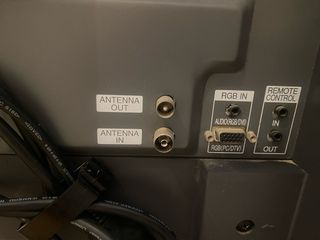 ANTENNA
OUT
ANTENNA
IN
RGB IN
AUDIO(RGB/DVI)
RGB(PC/DTV)
REMOTE
CONTROL
IN
OUT